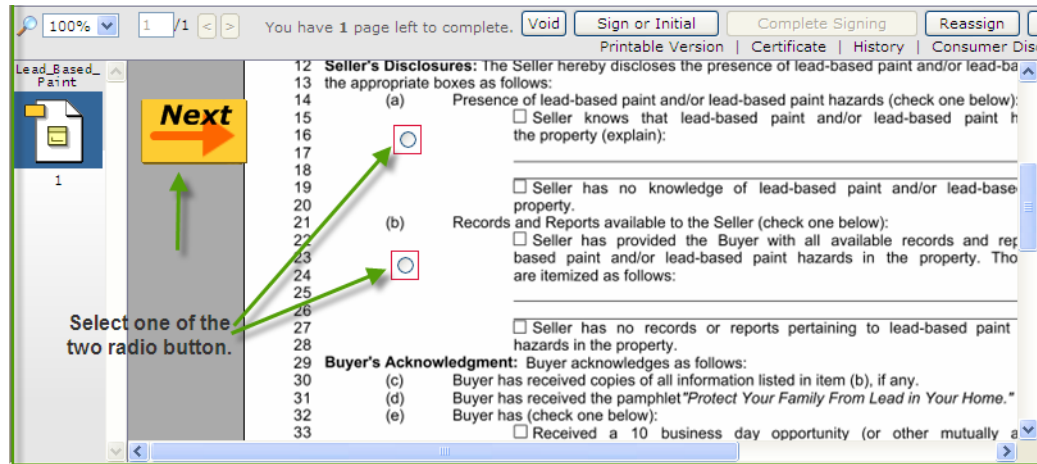 100%
1 /1 < >
You have 1 page left to complete.
Void
Sign or Initial
Complete Signing
Reassign
Printable Version | Certificate | History | Consumer Dis
Lead_Based_
Paint
1
Next
Select one of the
two radio button.
12 Seller's Disclosures: The Seller hereby discloses the presence of lead-based paint and/or lead-ba
13 the appropriate boxes as follows:
14 (a) Presence of lead-based paint and/or lead-based paint hazards (check one below):
15 Seller knows that lead-based paint and/or lead-based paint h
16 the property (explain):
17
18
19 Seller has no knowledge of lead-based paint and/or lead-base
20 property.
21 (b) Records and Reports available to the Seller (check one below):
22 Seller has provided the Buyer with all available records and rep
23 based paint and/or lead-based paint hazards in the property. Tho
24 are itemized as follows:
25
26
27 Seller has no records or reports pertaining to lead-based paint
28 hazards in the property.
29 Buyer's Acknowledgment: Buyer acknowledges as follows:
30 (c) Buyer has received copies of all information listed in item (b), if any.
31 (d) Buyer has received the pamphlet "Protect Your Family From Lead in Your Home."
32 (e) Buyer has (check one below):
33 Received a 10 business day opportunity (or other mutually a